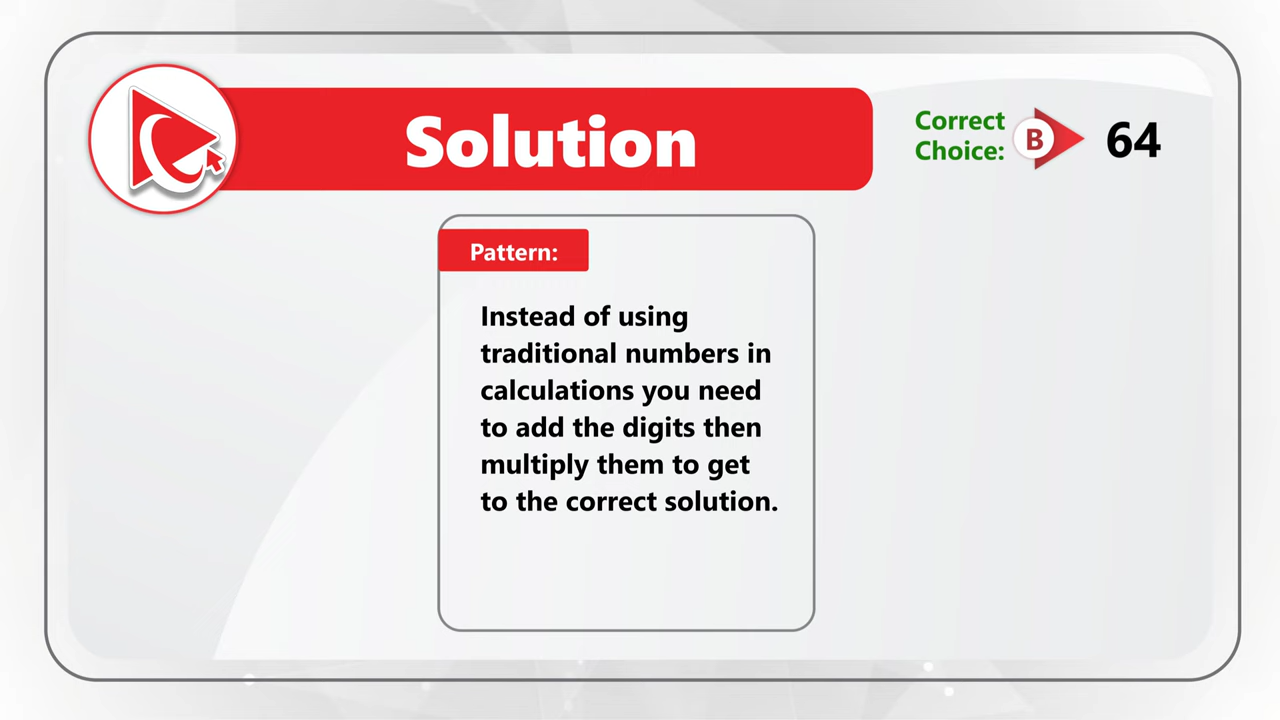 Solution
Correct
Choice:
B
64
Pattern:
Instead of using
traditional numbers in
calculations you need
to add the digits then
multiply them to get
to the correct solution.